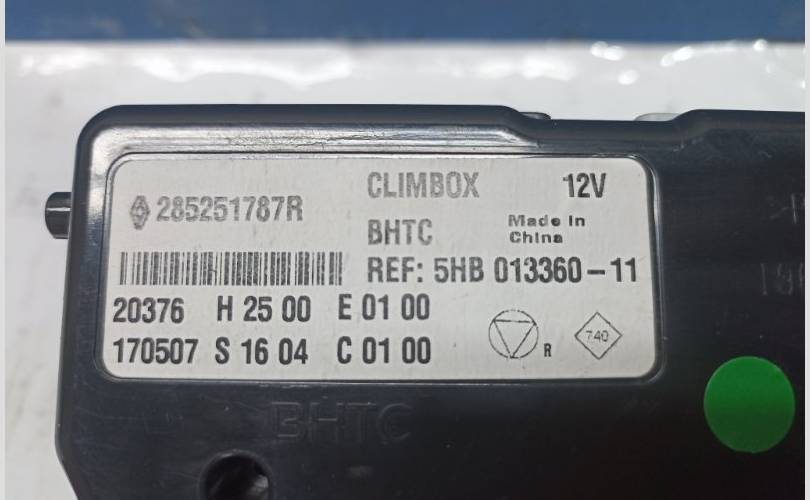 285251787R
CLIMBOX 12V
BHTC Made in China
REF: 5HB 013360-11
20376 H 25 00 E 01 00
170507 S 16 04 C 01 00
R
740
BHTC